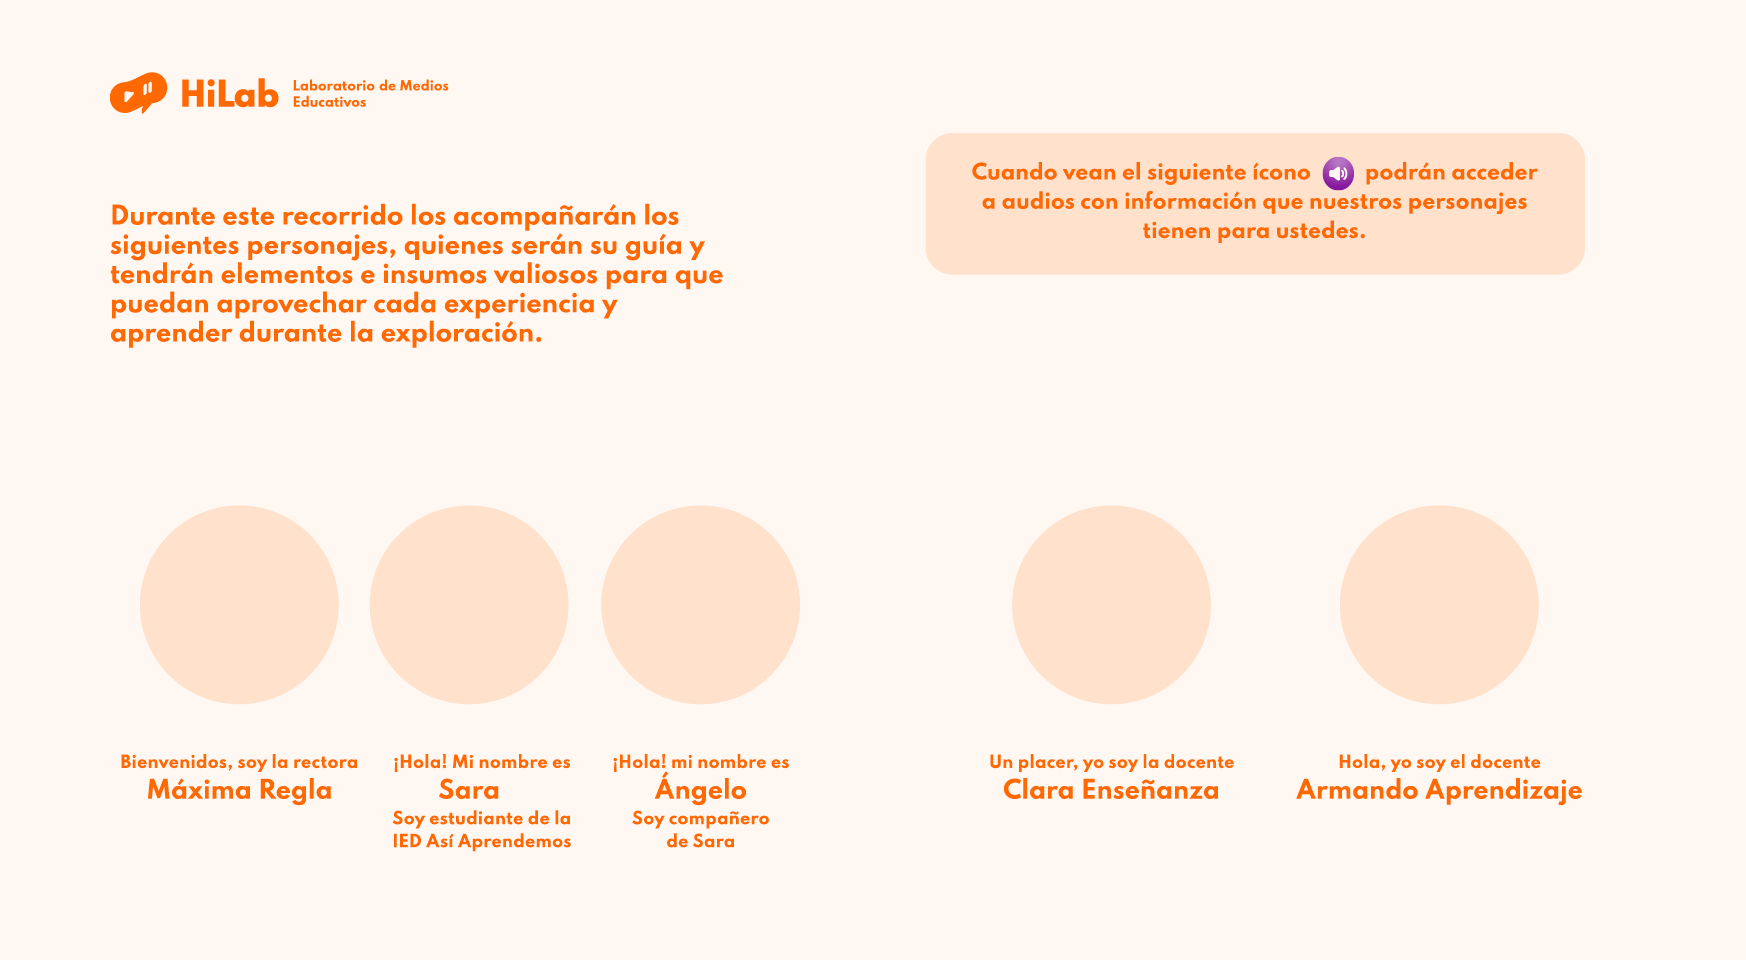 HiLab
Laboratorio de Medios
Educativos
Durante este recorrido los acompañarán los
siguientes personajes, quienes serán su guía y
tendrán elementos e insumos valiosos para que
puedan aprovechar cada experiencia y
aprender durante la exploración.
Cuando vean el siguiente ícono podrán acceder
a audios con información que nuestros personajes
tienen para ustedes.
Bienvenidos, soy la rectora
Máxima Regla
¡Hola! Mi nombre es
Sara
Soy estudiante de la
IED Así Aprendemos
¡Hola! mi nombre es
Ángelo
Soy compañero
de Sara
Un placer, yo soy la docente
Clara Enseñanza
Hola, yo soy el docente
Armando Aprendizaje